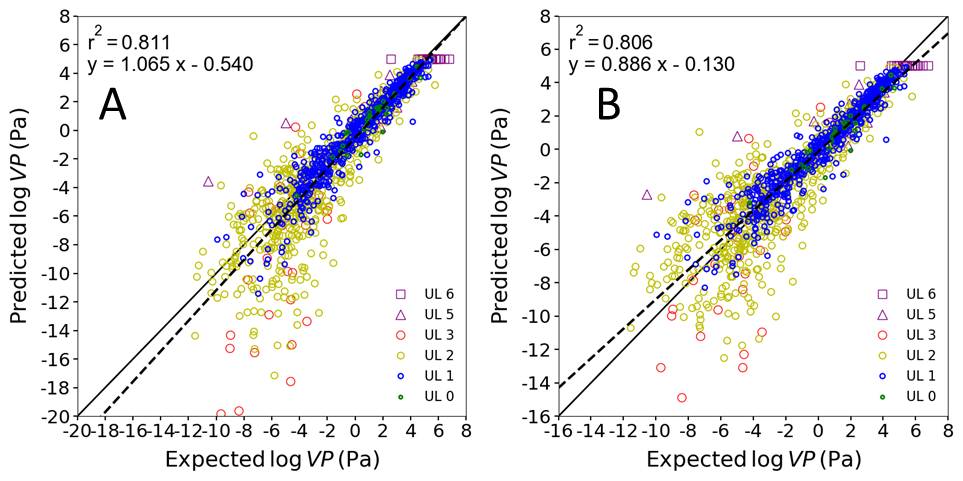 r² = 0.811
y = 1.065 x - 0.540
A
Predicted log VP (Pa)
8
6
4
2
0
-2
-4
-6
-8
-10
-12
-14
-16
-18
-20
UL 6
UL 5
UL 3
UL 2
UL 1
UL 0
-20 -18 -16 -14 -12 -10 -8 -6 -4 -2 0 2 4 6 8
Expected log VP (Pa)
r² = 0.806
y = 0.886 x - 0.130
B
Predicted log VP (Pa)
8
6
4
2
0
-2
-4
-6
-8
-10
-12
-14
-16
UL 6
UL 5
UL 3
UL 2
UL 1
UL 0
-16 -14 -12 -10 -8 -6 -4 -2 0 2 4 6 8
Expected log VP (Pa)